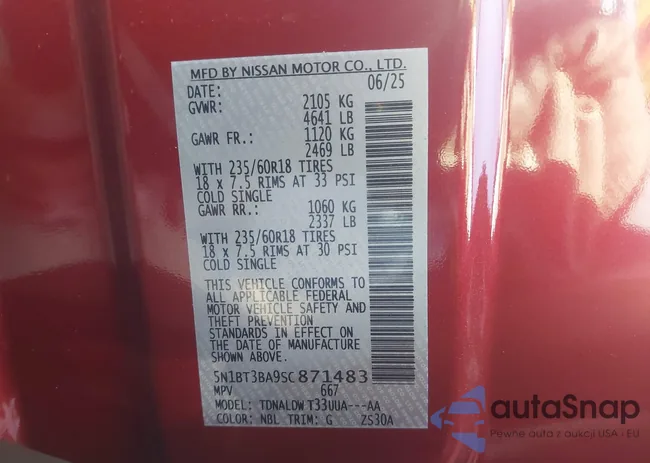 MFD BY NISSAN MOTOR CO., LTD.
DATE: 06/25
GVWR: 2105 KG
4641 LB
GAWR FR.: 1120 KG
2469 LB
WITH 235/60R18 TIRES
18 x 7.5 RIMS AT 33 PSI
COLD SINGLE
GAWR RR.: 1060 KG
2337 LB
WITH 235/60R18 TIRES
18 x 7.5 RIMS AT 30 PSI
COLD SINGLE
THIS VEHICLE CONFORMS TO
ALL APPLICABLE FEDERAL
MOTOR VEHICLE SAFETY AND
THEFT PREVENTION
STANDARDS IN EFFECT ON
THE DATE OF MANUFACTURE
SHOWN ABOVE
5N1BT3BA9SC871483
MPV 667
MODEL: TDNALDW T33UUA---AA
COLOR: NBL TRIM: G ZS30A
autoSnap
Pewne auta z aukcji USA - EU